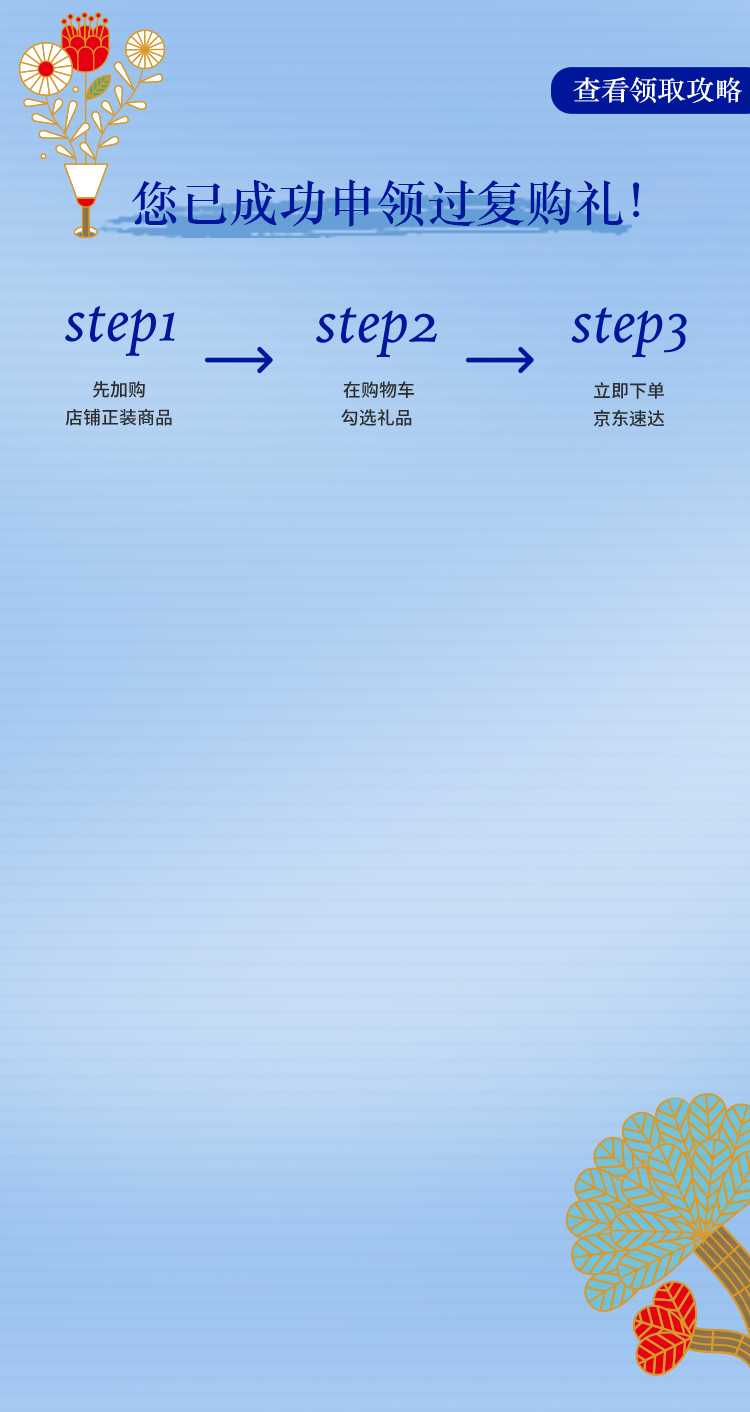 查看领取攻略
您已成功申领过复购礼！
step1
先加购
店铺正装商品
step2
在购物车
勾选礼品
step3
立即下单
京东速达